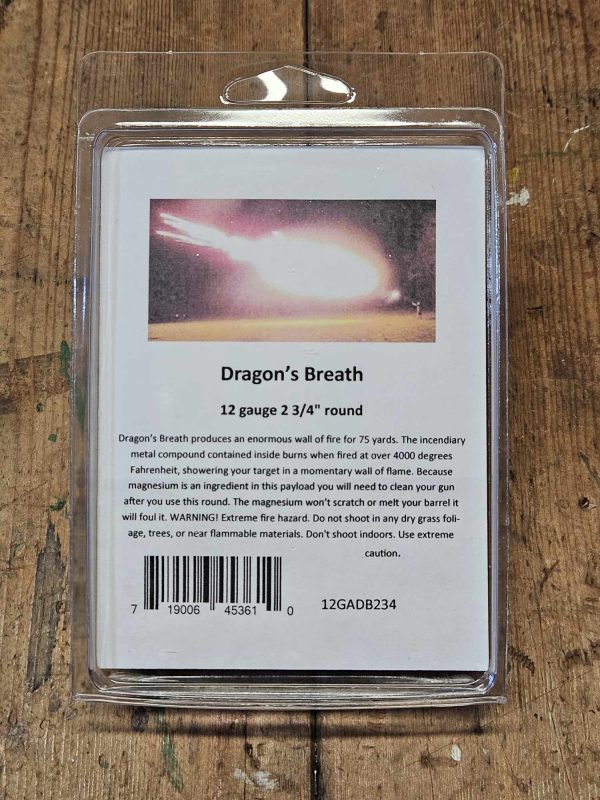 Dragon’s Breath
12 gauge 2 3/4" round
Dragon’s Breath produces an enormous wall of fire for 75 yards. The incendiary
metal compound contained inside burns when fired at over 4000 degrees
Fahrenheit, showering your target in a momentary wall of flame. Because
magnesium is an ingredient in this payload you will need to clean your gun
after you use this round. The magnesium won’t scratch or melt your barrel it
will foul it. WARNING! Extreme fire hazard. Do not shoot in any dry grass foli-
age, trees, or near flammable materials. Don't shoot indoors. Use extreme
caution.
7 19006 45361 0
12GADB234